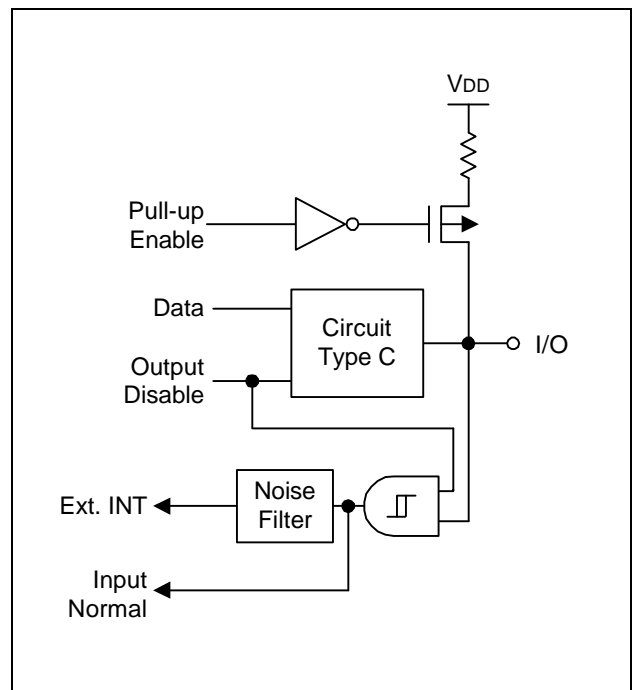 VDD
Pull-up
Enable
Data
Circuit
Type C
I/O
Output
Disable
Noise
Filter
Ext. INT
Input
Normal